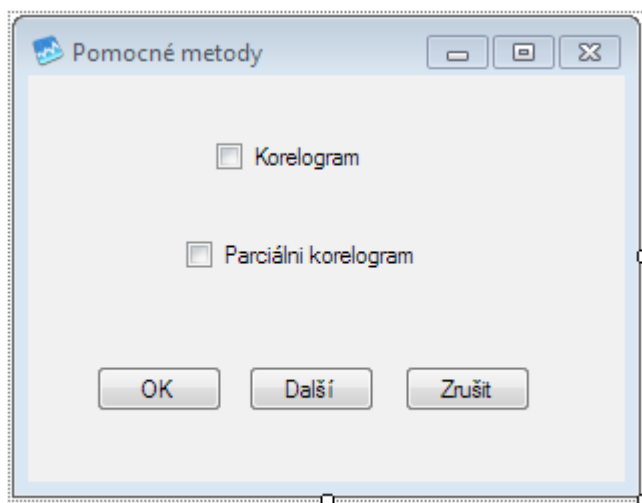 Pomocné metody
Korelogram
Parciálni korelogram
OK
Další
Zrušit